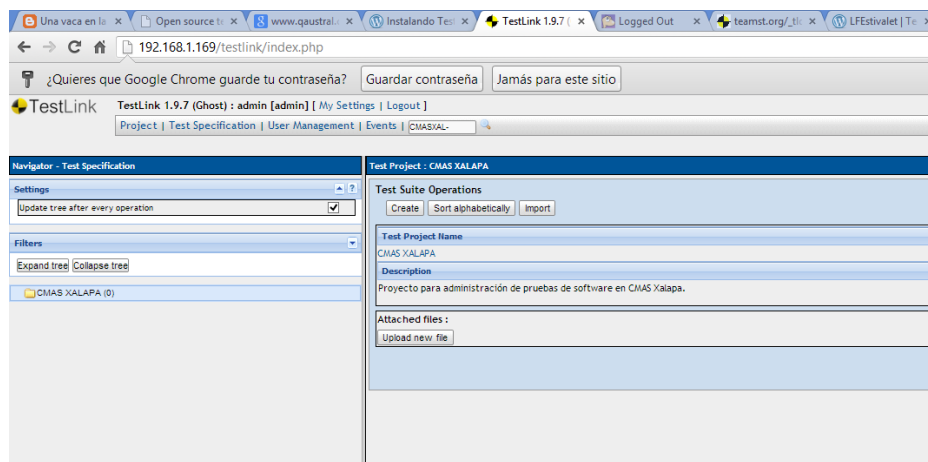 Una vaca en la
Open source te
www.qaustral.
Instalando Tes
TestLink 1.9.7 (
Logged Out
teamst.org/_tlc
LFEstivalet | Te
192.168.1.169/testlink/index.php
¿Quieres que Google Chrome guarde tu contraseña? Guardar contraseña Jamás para este sitio
TestLink TestLink 1.9.7 (Ghost) : admin [admin] [ My Settings | Logout ]
Project | Test Specification | User Management | Events | CMASXAL-
Navigator - Test Specification
Settings ?
Update tree after every operation
Filters
Expand tree Collapse tree
CMAS XALAPA (0)
Test Project : CMAS XALAPA
Test Suite Operations
Create Sort alphabetically Import
Test Project Name
CMAS XALAPA
Description
Proyecto para administración de pruebas de software en CMAS Xalapa.
Attached files :
Upload new file